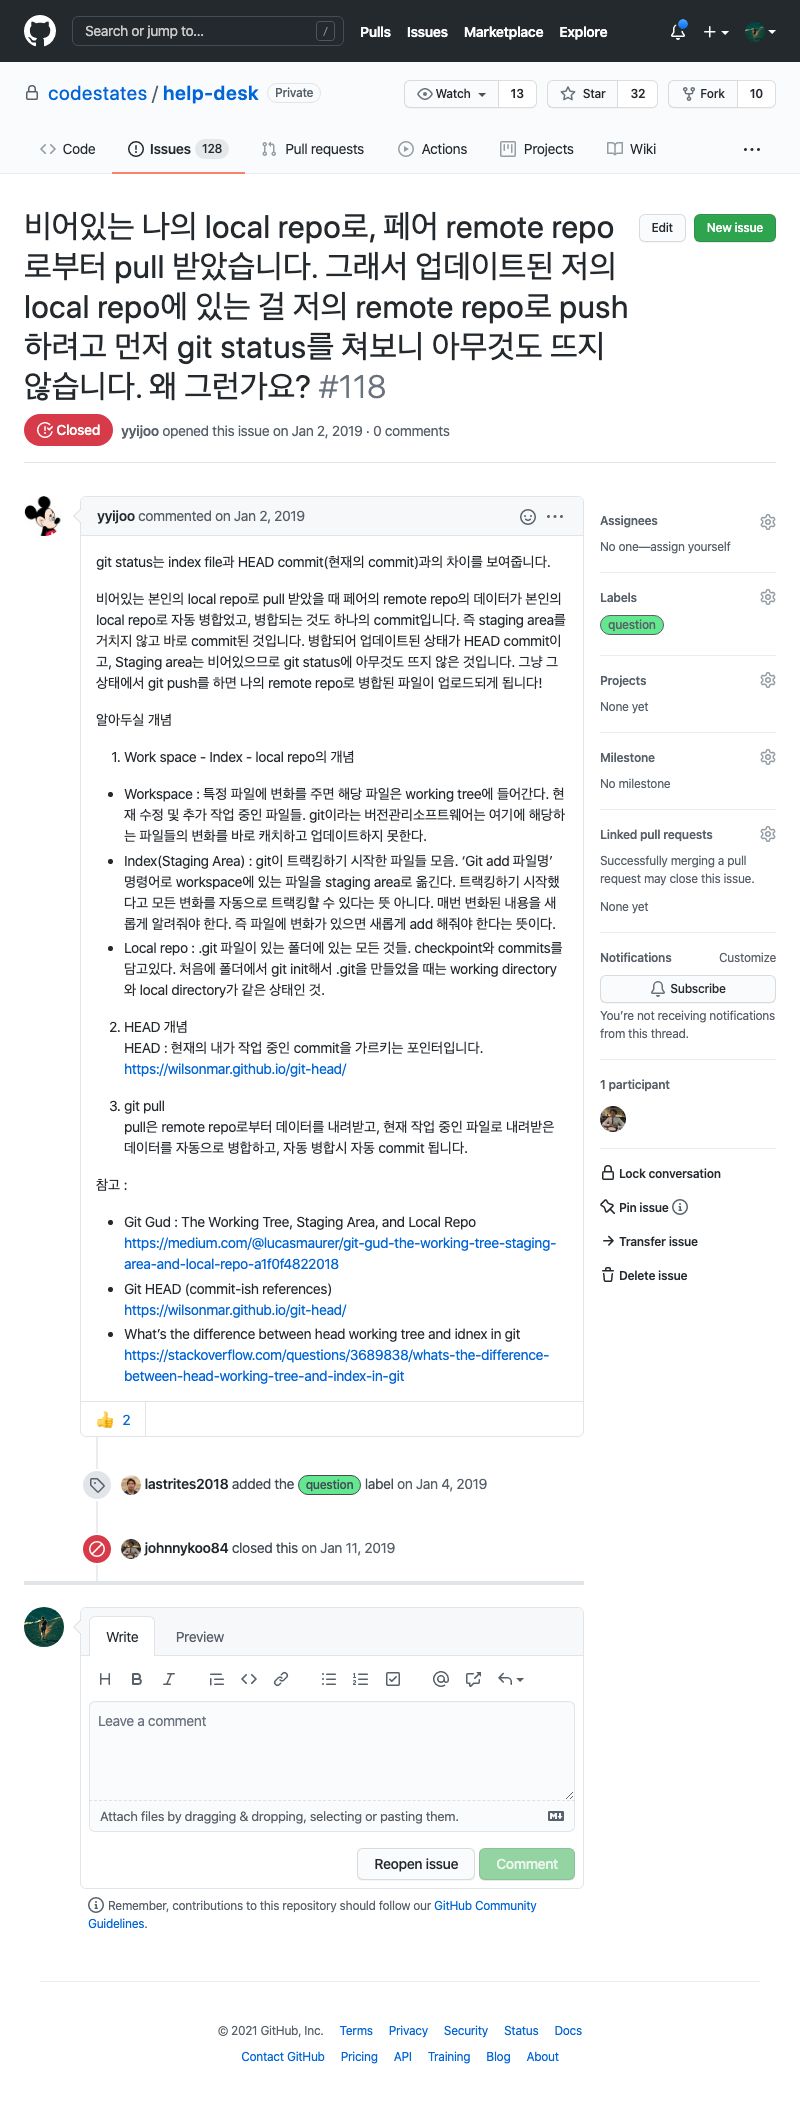 Search or jump to... /
Pulls Issues Marketplace Explore
codestates / help-desk Private
Watch 13 Star 32 Fork 10
Code Issues 128 Pull requests Actions Projects Wiki ...
비어있는 나의 local repo로, 페어 remote repo
로부터 pull 받았습니다. 그래서 업데이트된 저의
local repo에 있는 걸 저의 remote repo로 push
하려고 먼저 git status를 쳐보니 아무것도 뜨지
않습니다. 왜 그런가요? #118
Edit New issue
Closed yyijoo opened this issue on Jan 2, 2019 · 0 comments
yyijoo commented on Jan 2, 2019
git status는 index file과 HEAD commit(현재의 commit)과의 차이를 보여줍니다.
비어있는 본인의 local repo로 pull 받았을 때 페어의 remote repo의 데이터가 본인의
local repo로 자동 병합었고, 병합되는 것도 하나의 commit입니다. 즉 staging area를
거치지 않고 바로 commit된 것입니다. 병합되어 업데이트된 상태가 HEAD commit이
고, Staging area는 비어있으므로 git status에 아무것도 뜨지 않은 것입니다. 그냥 그
상태에서 git push를 하면 나의 remote repo로 병합된 파일이 업로드되게 됩니다!
알아두실 개념
1. Work space - Index - local repo의 개념
• Workspace : 특정 파일에 변화를 주면 해당 파일은 working tree에 들어간다. 현
재 수정 및 추가 작업 중인 파일들. git이라는 버전관리소프트웨어는 여기에 해당하
는 파일들의 변화를 바로 캐치하고 업데이트하지 못한다.
• Index(Staging Area) : git이 트랙킹하기 시작한 파일들 모음. ‘Git add 파일명’
명령어로 workspace에 있는 파일을 staging area로 옮긴다. 트랙킹하기 시작했
다고 모든 변화를 자동으로 트랙킹할 수 있다는 뜻 아니다. 매번 변화된 내용을 새
롭게 알려줘야 한다. 즉 파일에 변화가 있으면 새롭게 add 해줘야 한다는 뜻이다.
• Local repo : .git 파일이 있는 폴더에 있는 모든 것들. checkpoint와 commits를
담고있다. 처음에 폴더에서 git init해서 .git을 만들었을 때는 working directory
와 local directory가 같은 상태인 것.
2. HEAD 개념
HEAD : 현재의 내가 작업 중인 commit을 가르키는 포인터입니다.
https://wilsonmar.github.io/git-head/
3. git pull
pull은 remote repo로부터 데이터를 내려받고, 현재 작업 중인 파일로 내려받은
데이터를 자동으로 병합하고, 자동 병합시 자동 commit 됩니다.
참고 :
• Git Gud : The Working Tree, Staging Area, and Local Repo
https://medium.com/@lucasmaurer/git-gud-the-working-tree-staging-
area-and-local-repo-a1f0f4822018
• Git HEAD (commit-ish references)
https://wilsonmar.github.io/git-head/
• What’s the difference between head working tree and idnex in git
https://stackoverflow.com/questions/3689838/whats-the-difference-
between-head-working-tree-and-index-in-git
👍 2
Assignees
No one—assign yourself
Labels
question
Projects
None yet
Milestone
No milestone
Linked pull requests
Successfully merging a pull
request may close this issue.
None yet
Notifications Customize
Subscribe
You’re not receiving notifications
from this thread.
1 participant
Lock conversation
Pin issue
Transfer issue
Delete issue
lastrites2018 added the question label on Jan 4, 2019
johnnykoo84 closed this on Jan 11, 2019
Write Preview
H B I
Leave a comment
Attach files by dragging & dropping, selecting or pasting them.
Reopen issue Comment
Remember, contributions to this repository should follow our GitHub Community
Guidelines.
© 2021 GitHub, Inc. Terms Privacy Security Status Docs
Contact GitHub Pricing API Training Blog About